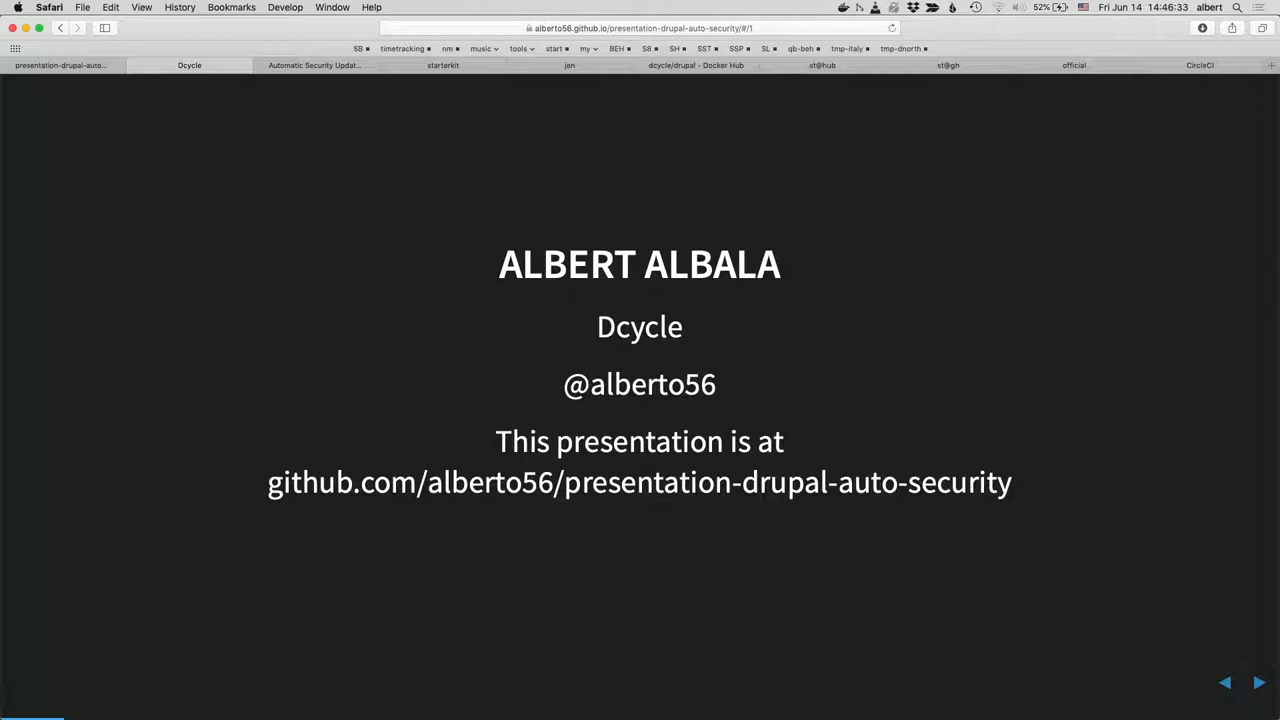 Safari File Edit View History Bookmarks Develop Window Help 52% Fri Jun 14 14:46:33 albert
alberto56.github.io/presentation-drupal-auto-security/#/1
SB timetracking nm music tools start my BEH S8 SH SST SSP SL qb-beh tmp-italy tmp-dnorth
presentation-drupal-auto... Dcycle Automatic Security Updat... starterkit jen dcycle/drupal - Docker Hub st@hub st@gh official CircleCI
ALBERT ALBALA
Dcycle
@alberto56
This presentation is at
github.com/alberto56/presentation-drupal-auto-security